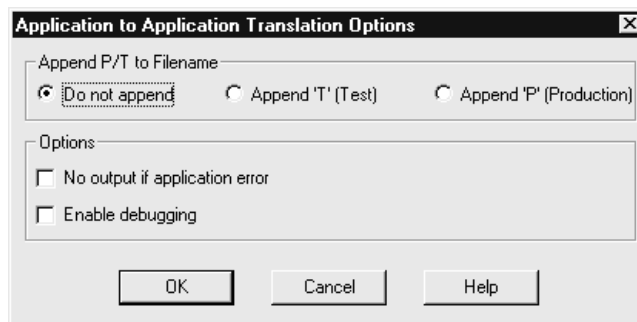 Application to Application Translation Options
Append P/T to Filename
Do not append Append 'T' (Test) Append 'P' (Production)
Options
No output if application error
Enable debugging
OK Cancel Help